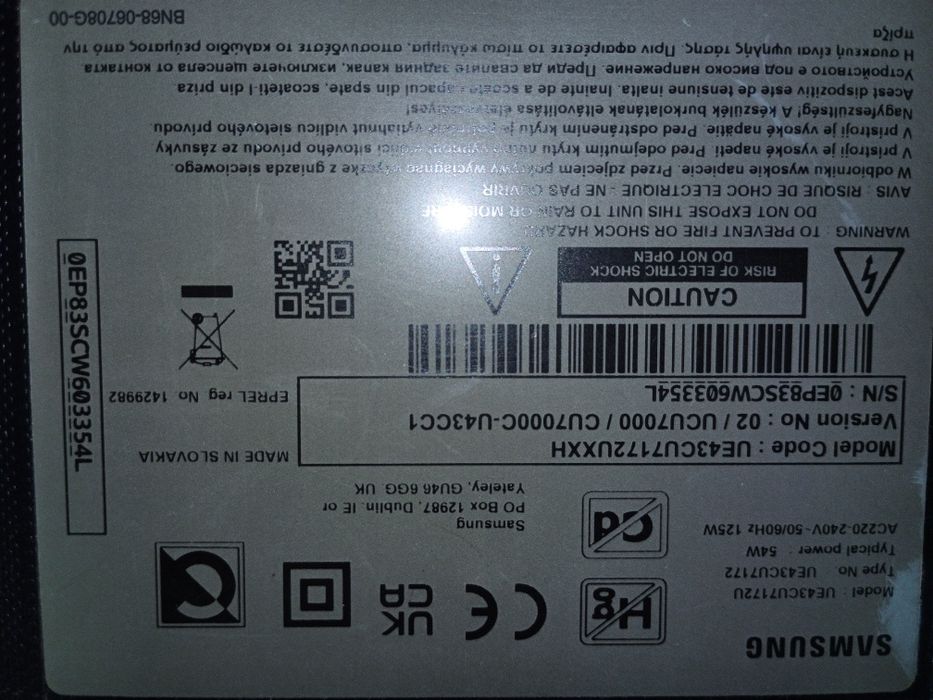 SAMSUNG
Model : UE43CU7172U
Type No. UE43CU7172
Typical power : 54W
AC220-240V~50/60Hz 125W
Hg
Cd
CE
UK
CA
Samsung
PO Box 12987, Dublin. IE or
Yateley, GU46 6GG. UK
Model Code : UE43CU7172UXXH
Version No : 02 / UCU7000 / CU7000C-U43CC1
S/N : 0EP83SCW603354L
MADE IN SLOVAKIA
EPREL reg No 1429982
0EP83SCW603354L
CAUTION
RISK OF ELECTRIC SHOCK
DO NOT OPEN
WARNING : TO PREVENT FIRE OR SHOCK HAZARD
DO NOT EXPOSE THIS UNIT TO RAIN OR MOISTURE
AVIS : RISQUE DE CHOC ELECTRIQUE - NE PAS OUVRIR
W odbiorniku wysokie napięcie. Przed zdjęciem pokrywy wyciągnąć wtyczkę z gniazda sieciowego.
V přístroji je vysoké napětí. Před odejmutím krytu nutno vypnout vidlici síťového přívodu ze zásuvky
V prístroji je vysoké napätie. Pred odstránením krytu je potrebné vytiahnuť vidlicu sieťového prívodu.
Nagyfeszültség! A készülék burkolatának eltávolítása életveszélyes!
Acest dispozitiv este de tensiune inalta. Inainte de a scoate capacul din spate, scoateti-l din priza
Устройството е под високо напрежение. Преди да свалите задния капак, изключете щепсела от контакта
Η συσκευή είναι υψηλής τάσης. Πριν αφαιρέσετε το πίσω κάλυμμα, αποσυνδέστε το καλώδιο ρεύματος από την
πρίζα
BN68-06708G-00